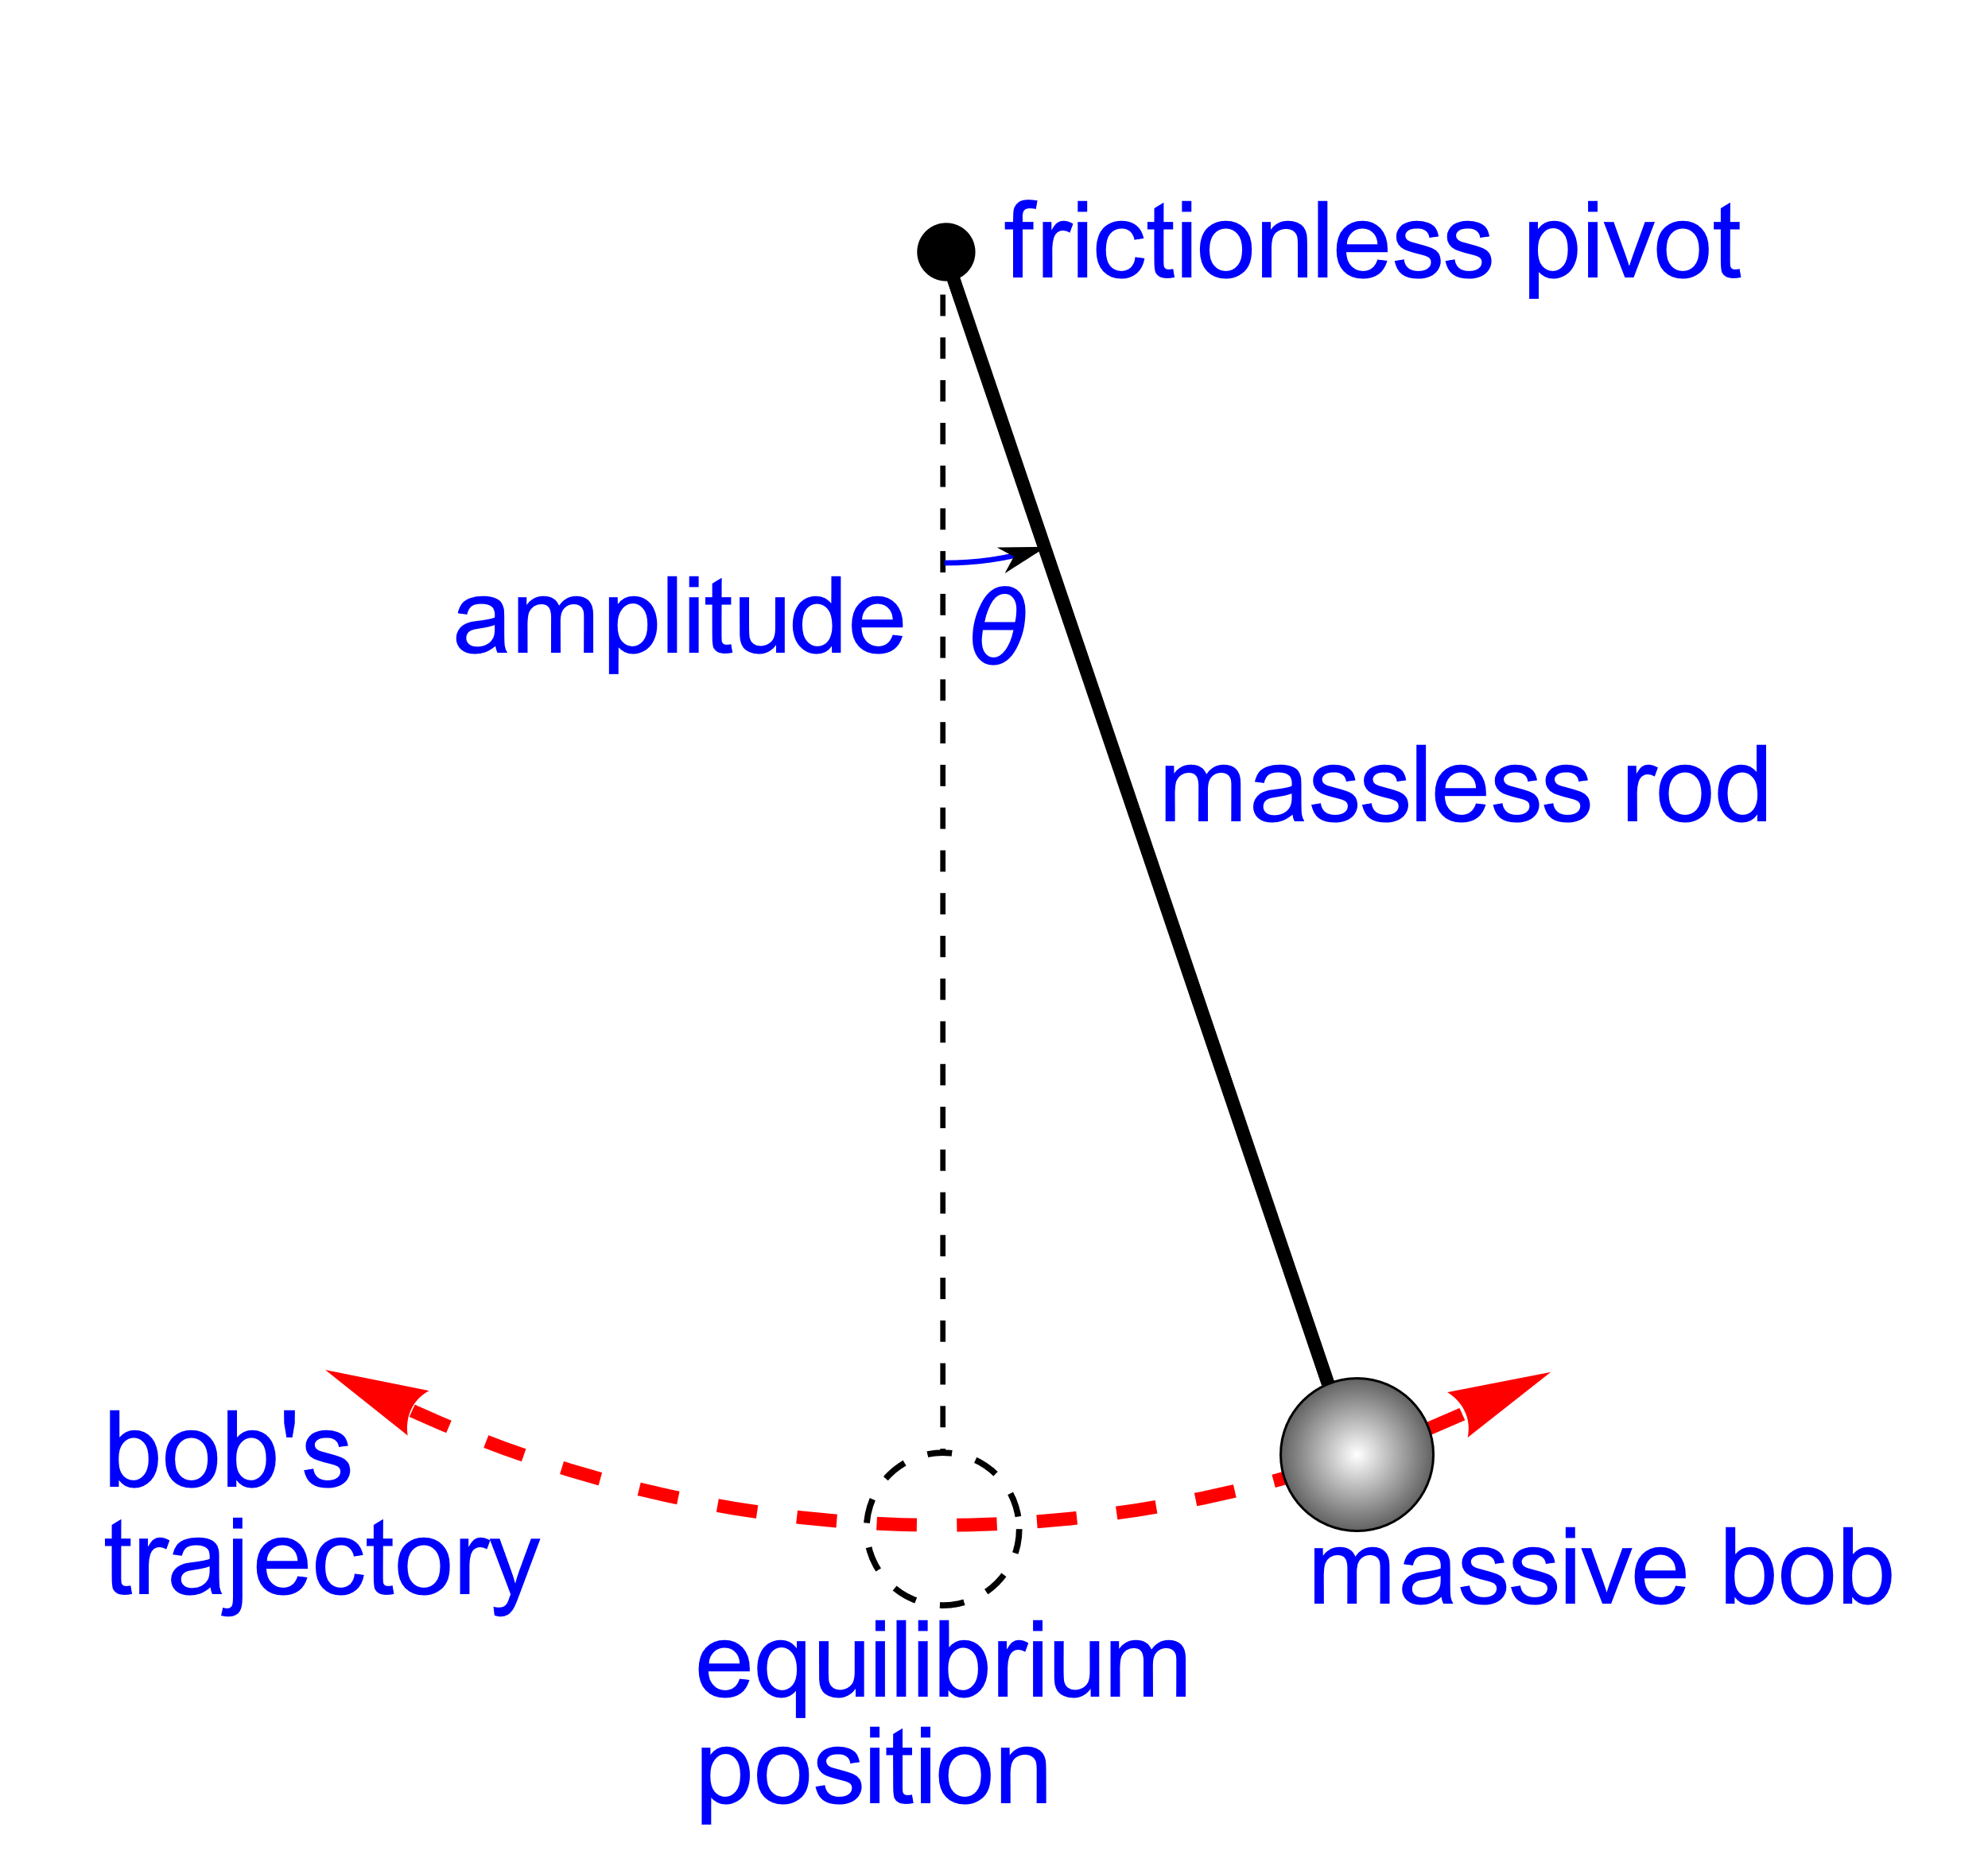 frictionless pivot
amplitude
θ
massless rod
bob's
trajectory
massive bob
equilibrium
position